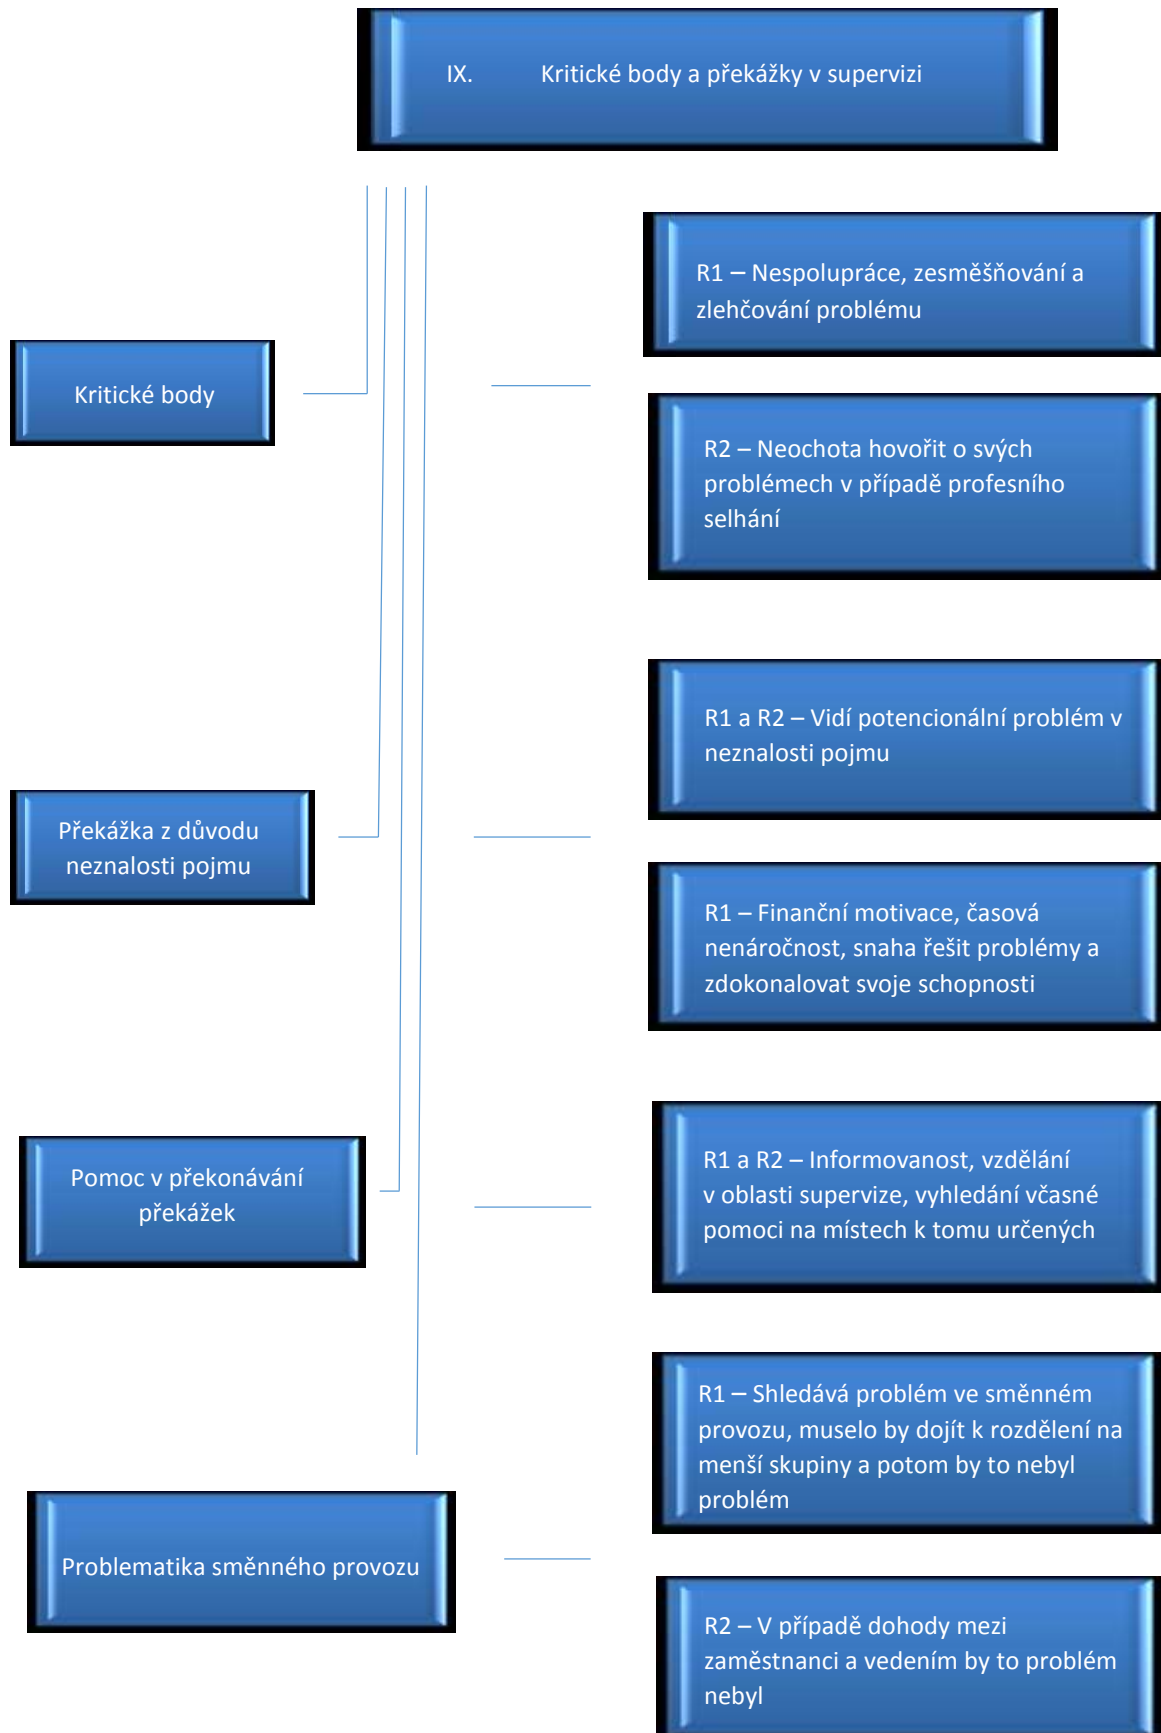 IX. Kritické body a překážky v supervizi
Kritické body
R1 – Nespolupráce, zesměšňování a
zlehčování problému
R2 – Neochota hovořit o svých
problémech v případě profesního
selhání
Překážka z důvodu
neznalosti pojmu
R1 a R2 – Vidí potencionální problém v
neznalosti pojmu
R1 – Finanční motivace, časová
nenáročnost, snaha řešit problémy a
zdokonalovat svoje schopnosti
Pomoc v překonávání
překážek
R1 a R2 – Informovanost, vzdělání
v oblasti supervize, vyhledání včasné
pomoci na místech k tomu určených
Problematika směnného provozu
R1 – Shledává problém ve směnném
provozu, muselo by dojít k rozdělení na
menší skupiny a potom by to nebyl
problém
R2 – V případě dohody mezi
zaměstnanci a vedením by to problém
nebyl